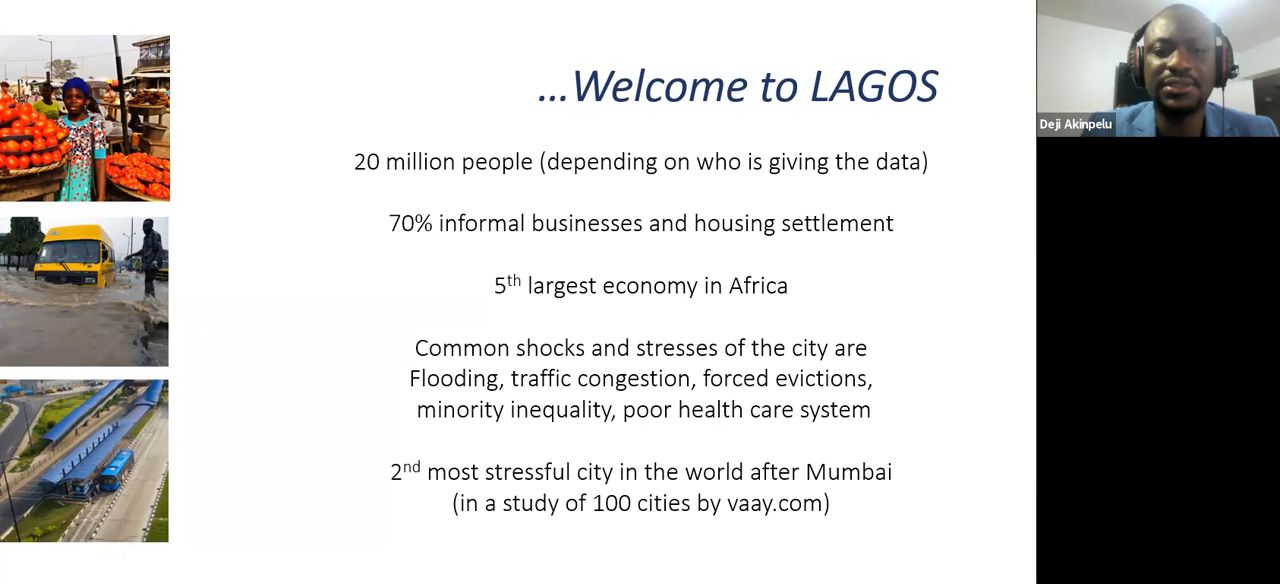 ...Welcome to LAGOS
Deji Akinpelu
20 million people (depending on who is giving the data)
70% informal businesses and housing settlement
5th largest economy in Africa
Common shocks and stresses of the city are
Flooding, traffic congestion, forced evictions,
minority inequality, poor health care system
2nd most stressful city in the world after Mumbai
(in a study of 100 cities by vaay.com)